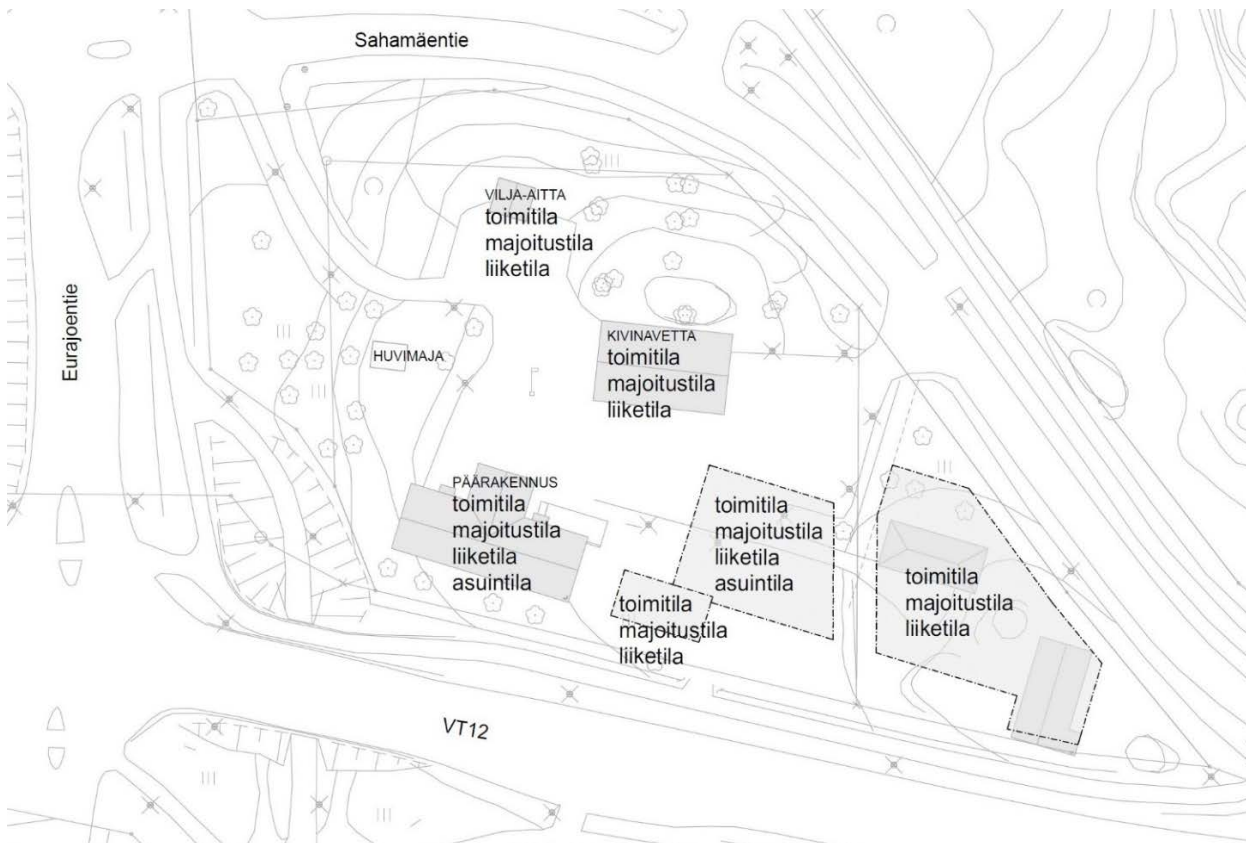 Sahamäentie
Eurajoentie
VILJA-AITTA
toimitila
majoitustila
liiketila
HUVIMAJA
KIVINAVETTA
toimitila
majoitustila
liiketila
PÄÄRAKENNUS
toimitila
majoitustila
liiketila
asuintila
toimitila
majoitustila
liiketila
asuintila
toimitila
majoitustila
liiketila
toimitila
majoitustila
liiketila
VT12